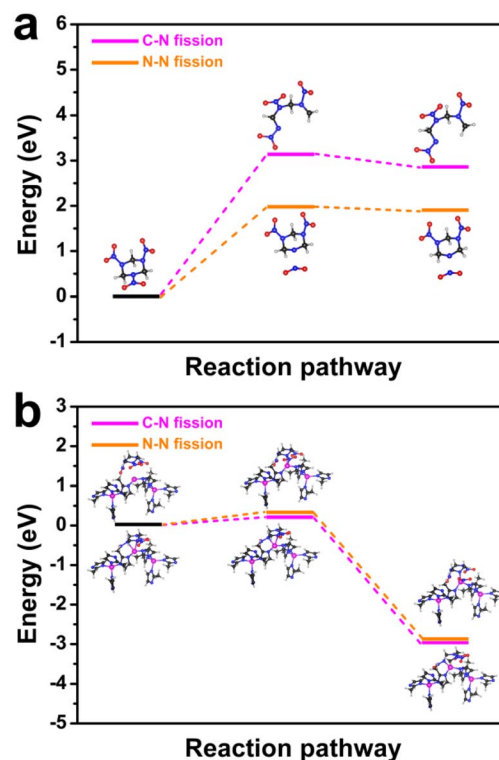 a
6
5
4
3
2
1
0
-1
Energy (eV)
C-N fission
N-N fission
Reaction pathway
b
3
2
1
0
-1
-2
-3
-4
-5
Energy (eV)
C-N fission
N-N fission
Reaction pathway